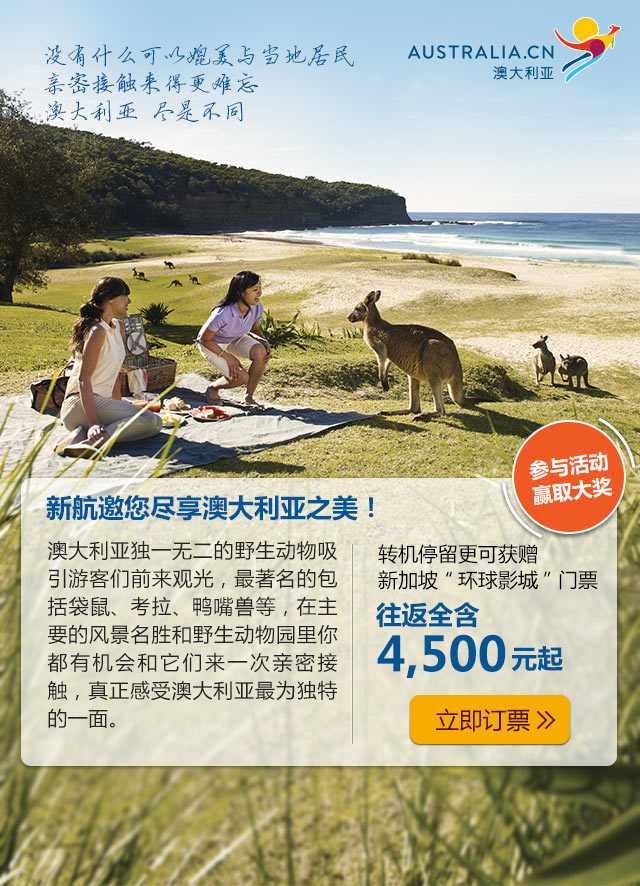 没有什么可以媲美与当地居民
亲密接触来得更难忘
澳大利亚 尽是不同
AUSTRALIA.CN
澳大利亚
参与活动
赢取大奖
新航邀您尽享澳大利亚之美！
澳大利亚独一无二的野生动物吸
引游客们前来观光，最著名的包
括袋鼠、考拉、鸭嘴兽等，在主
要的风景名胜和野生动物园里你
都有机会和它们来一次亲密接
触，真正感受澳大利亚最为独特
的一面。
转机停留更可获赠
新加坡“环球影城”门票
往返全含
4,500元起
立即订票 »